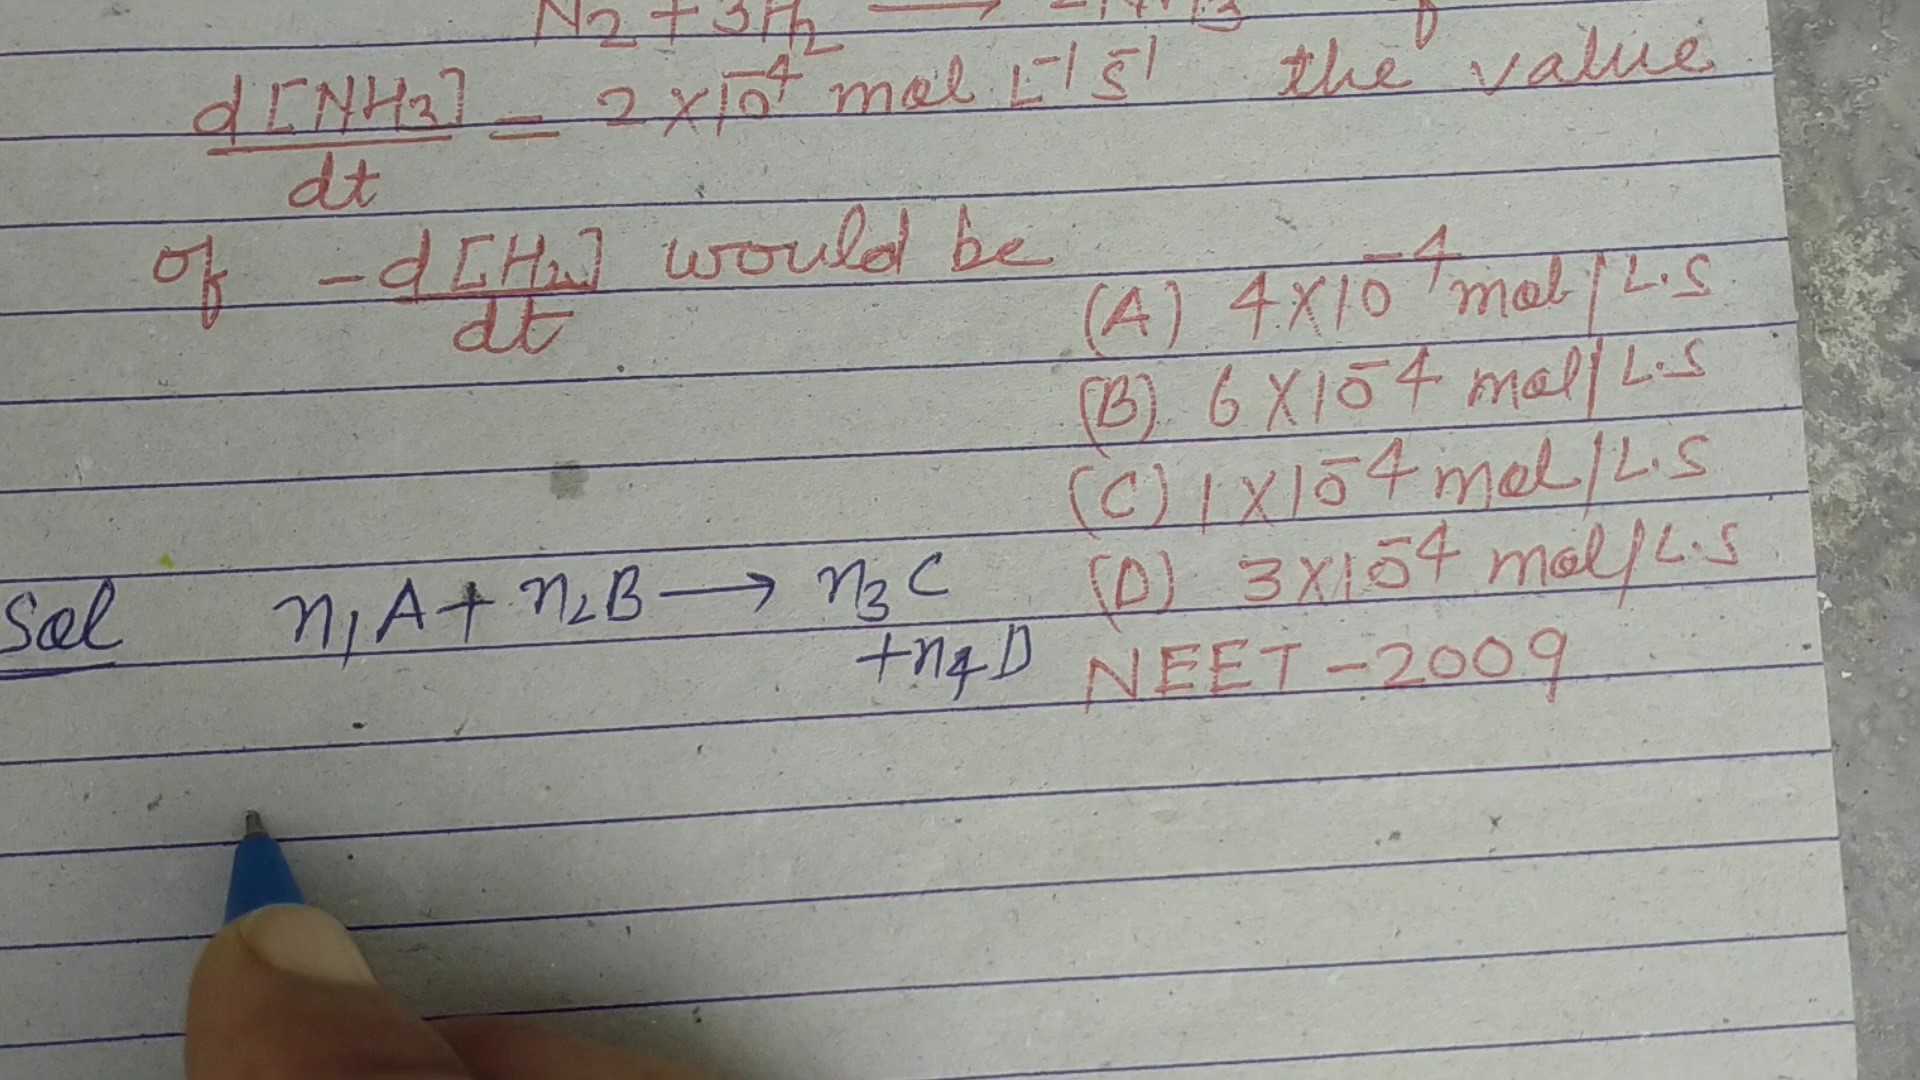 N₂ + 3H₂ ⟶ 2NH₃ if
d[NH₃]/dt = 2×10⁻⁴ mol L⁻¹ S⁻¹ the value
of -d[H₂]/dt would be
(A) 4×10⁻⁴ mol/L.S
(B) 6×10⁻⁴ mol/L.S
(C) 1×10⁻⁴ mol/L.S
(D) 3×10⁻⁴ mol/L.S
NEET-2009
Sol n₁A + n₂B ⟶ n₃C
+n₄D